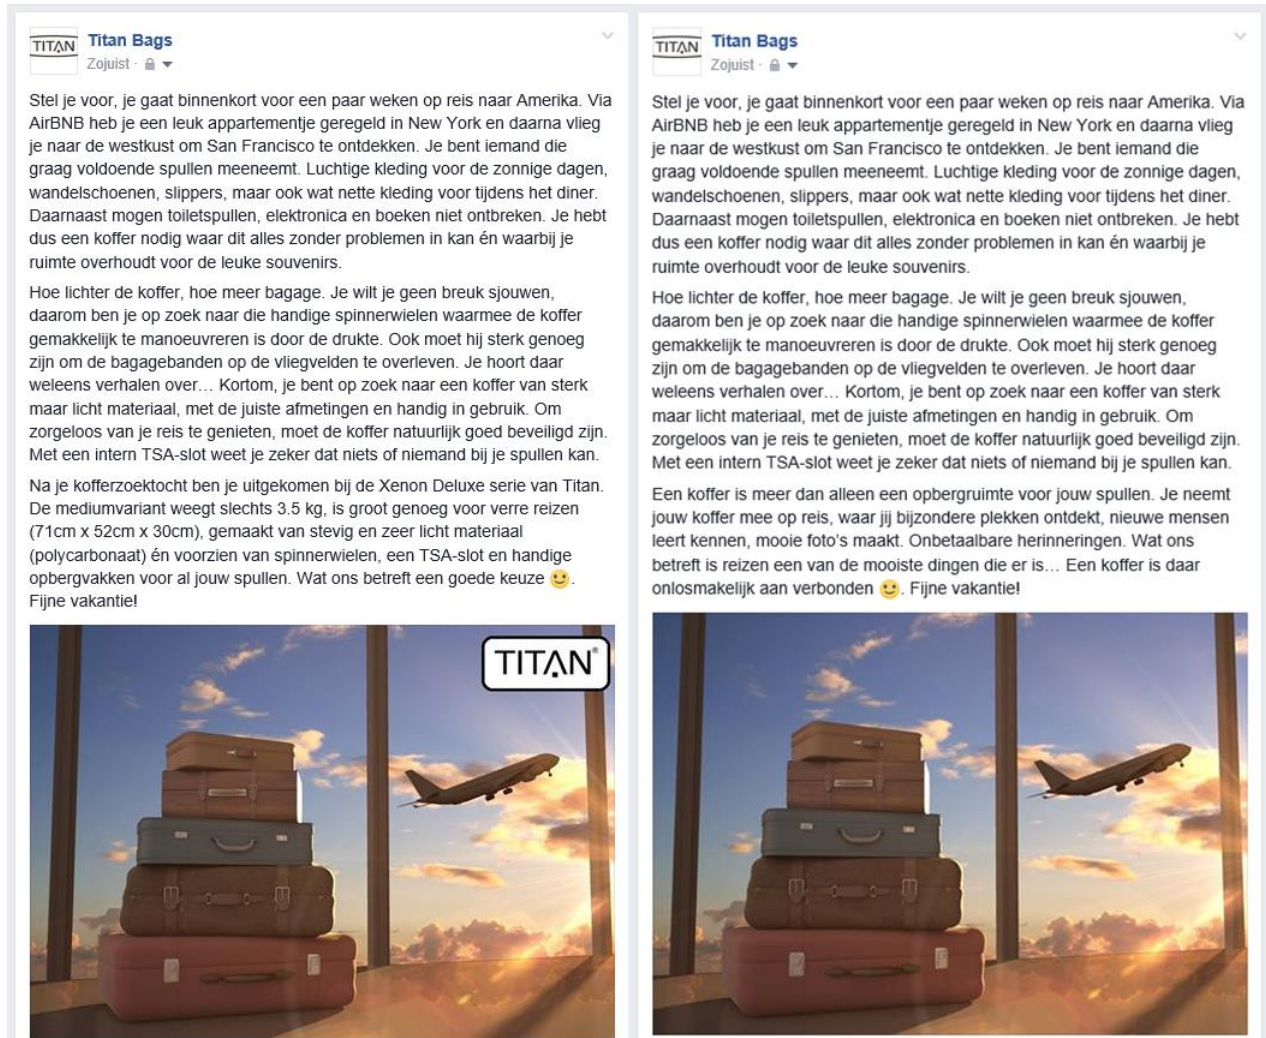 TITAN
Titan Bags
Zojuist
Stel je voor, je gaat binnenkort voor een paar weken op reis naar Amerika. Via
AirBNB heb je een leuk appartementje geregeld in New York en daarna vlieg
je naar de westkust om San Francisco te ontdekken. Je bent iemand die
graag voldoende spullen meeneemt. Luchtige kleding voor de zonnige dagen,
wandelschoenen, slippers, maar ook wat nette kleding voor tijdens het diner.
Daarnaast mogen toiletspullen, elektronica en boeken niet ontbreken. Je hebt
dus een koffer nodig waar dit alles zonder problemen in kan én waarbij je
ruimte overhoudt voor de leuke souvenirs.
Hoe lichter de koffer, hoe meer bagage. Je wilt je geen breuk sjouwen,
daarom ben je op zoek naar die handige spinnerwielen waarmee de koffer
gemakkelijk te manoeuvreren is door de drukte. Ook moet hij sterk genoeg
zijn om de bagagebanden op de vliegvelden te overleven. Je hoort daar
weleens verhalen over… Kortom, je bent op zoek naar een koffer van sterk
maar licht materiaal, met de juiste afmetingen en handig in gebruik. Om
zorgeloos van je reis te genieten, moet de koffer natuurlijk goed beveiligd zijn.
Met een intern TSA-slot weet je zeker dat niets of niemand bij je spullen kan.
Na je kofferzoektocht ben je uitgekomen bij de Xenon Deluxe serie van Titan.
De mediumvariant weegt slechts 3.5 kg, is groot genoeg voor verre reizen
(71cm x 52cm x 30cm), gemaakt van stevig en zeer licht materiaal
(polycarbonaat) én voorzien van spinnerwielen, een TSA-slot en handige
opbergvakken voor al jouw spullen. Wat ons betreft een goede keuze 🙂.
Fijne vakantie!
TITAN®
TITAN
Titan Bags
Zojuist
Stel je voor, je gaat binnenkort voor een paar weken op reis naar Amerika. Via
AirBNB heb je een leuk appartementje geregeld in New York en daarna vlieg
je naar de westkust om San Francisco te ontdekken. Je bent iemand die
graag voldoende spullen meeneemt. Luchtige kleding voor de zonnige dagen,
wandelschoenen, slippers, maar ook wat nette kleding voor tijdens het diner.
Daarnaast mogen toiletspullen, elektronica en boeken niet ontbreken. Je hebt
dus een koffer nodig waar dit alles zonder problemen in kan én waarbij je
ruimte overhoudt voor de leuke souvenirs.
Hoe lichter de koffer, hoe meer bagage. Je wilt je geen breuk sjouwen,
daarom ben je op zoek naar die handige spinnerwielen waarmee de koffer
gemakkelijk te manoeuvreren is door de drukte. Ook moet hij sterk genoeg
zijn om de bagagebanden op de vliegvelden te overleven. Je hoort daar
weleens verhalen over… Kortom, je bent op zoek naar een koffer van sterk
maar licht materiaal, met de juiste afmetingen en handig in gebruik. Om
zorgeloos van je reis te genieten, moet de koffer natuurlijk goed beveiligd zijn.
Met een intern TSA-slot weet je zeker dat niets of niemand bij je spullen kan.
Een koffer is meer dan alleen een opbergruimte voor jouw spullen. Je neemt
jouw koffer mee op reis, waar jij bijzondere plekken ontdekt, nieuwe mensen
leert kennen, mooie foto's maakt. Onbetaalbare herinneringen. Wat ons
betreft is reizen een van de mooiste dingen die er is… Een koffer is daar
onlosmakelijk aan verbonden 🙂. Fijne vakantie!